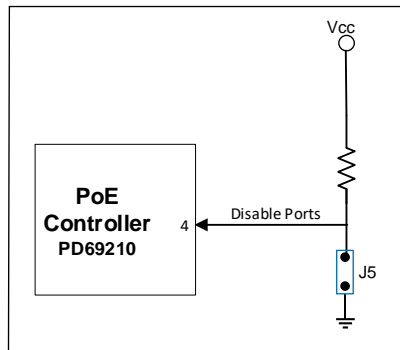 Vcc
PoE
Controller
PD69210
4
Disable Ports
J5